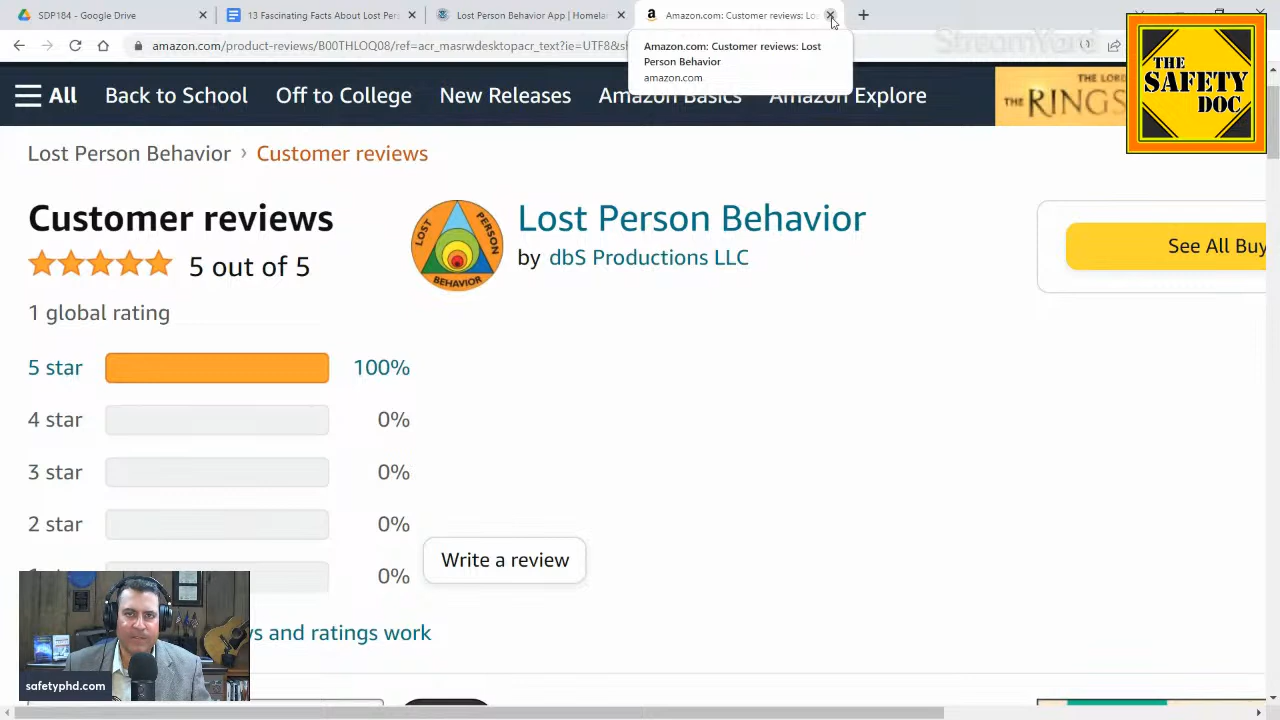 SDP184
13 Fascinating Facts About Lost Per
Lost Person Behavior App | Homela
Amazon.com: Customer reviews: Lo
amazon.com/product-reviews/B00THLOQ08/ref=acr_masrwdesktopacr_text?ie=UTF8&s
StreamYard
Amazon.com: Customer reviews: Lost
Person Behavior
amazon.com
THE
SAFETY
DOC
All Back to School Off to College New Releases Amazon Basics Amazon Explore
THE LORD
THE RINGS
Lost Person Behavior › Customer reviews
Customer reviews
LOST PERSON BEHAVIOR
Lost Person Behavior
by dbS Productions LLC
5 out of 5
See All Buy
1 global rating
5 star 100%
4 star 0%
3 star 0%
2 star 0%
0%
Write a review
and ratings work
safetyphd.com